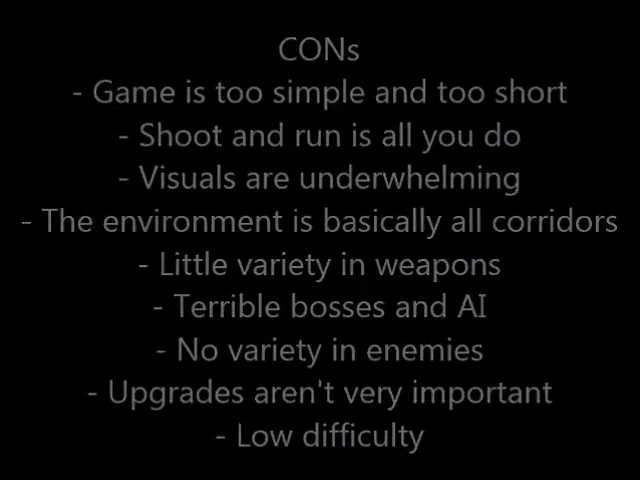 CONs
- Game is too simple and too short
- Shoot and run is all you do
- Visuals are underwhelming
- The environment is basically all corridors
- Little variety in weapons
- Terrible bosses and AI
- No variety in enemies
- Upgrades aren't very important
- Low difficulty